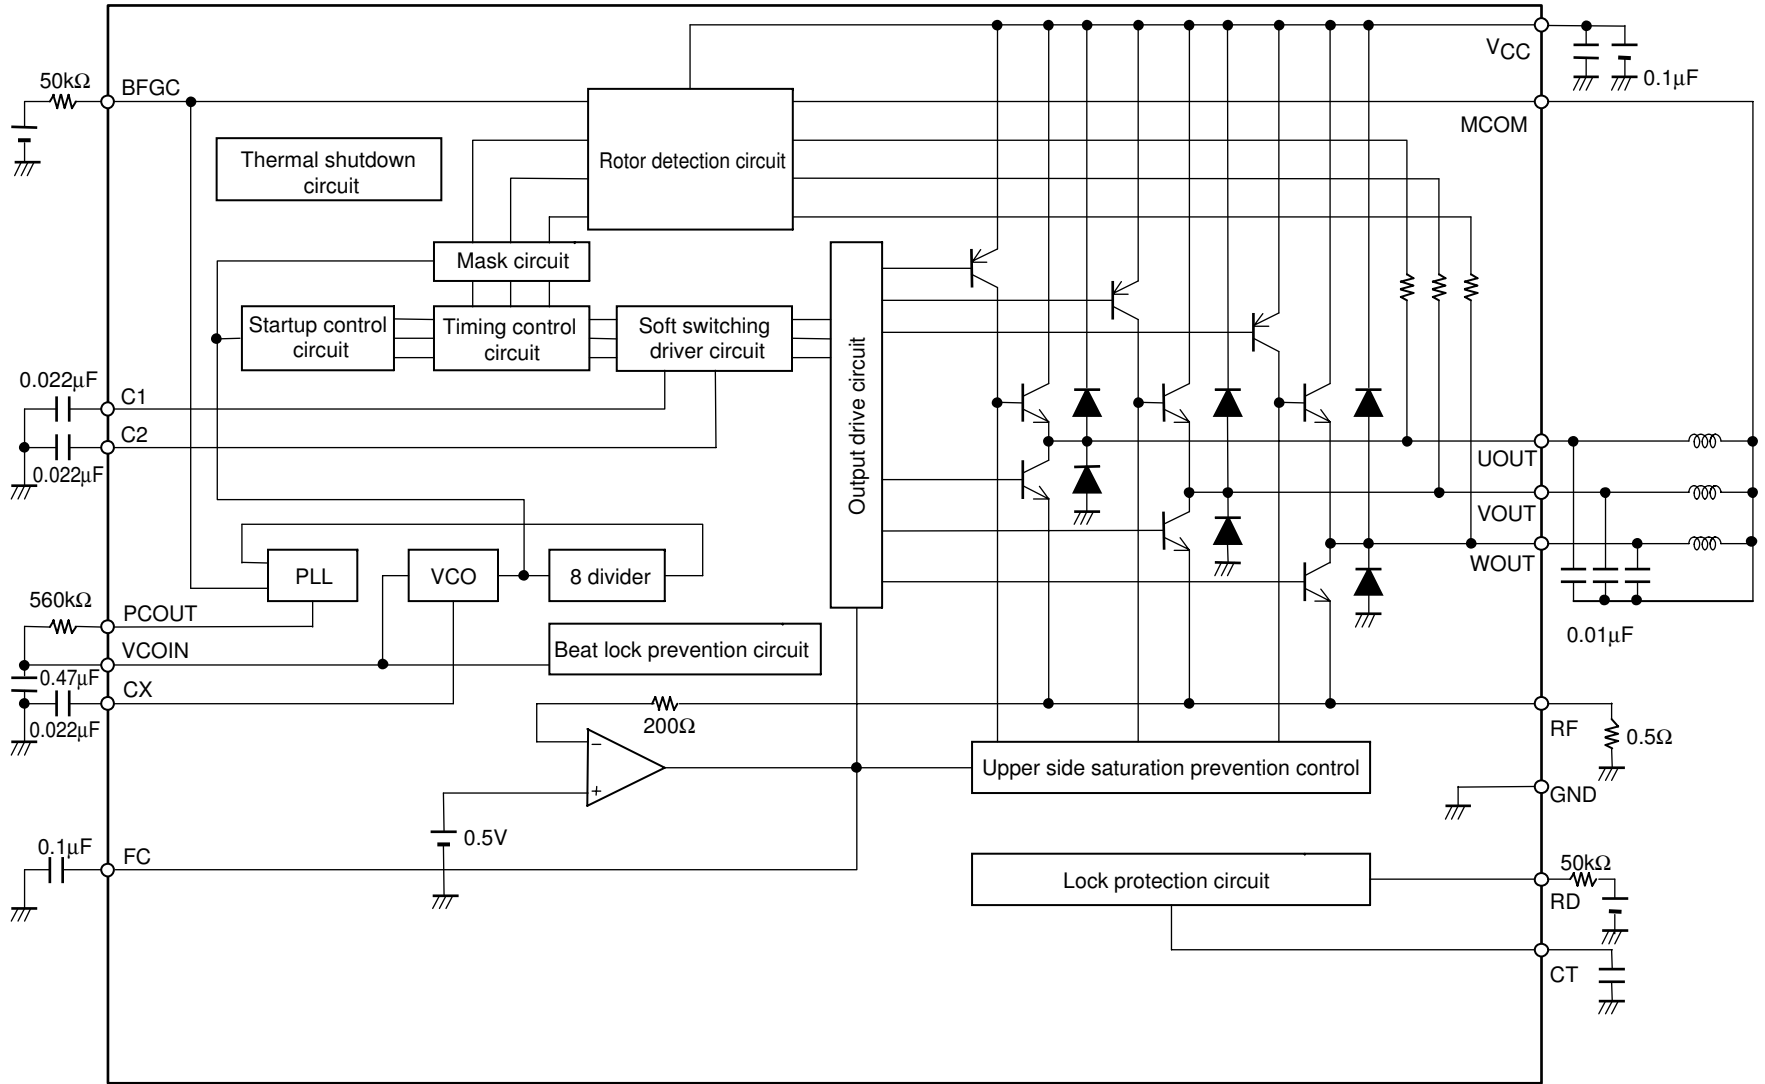 VCC
0.1µF
50kΩ
BFGC
MCOM
Thermal shutdown
circuit
Rotor detection circuit
Mask circuit
Startup control
circuit
Timing control
circuit
Soft switching
driver circuit
Output drive circuit
0.022µF
C1
C2
0.022µF
UOUT
VOUT
WOUT
0.01µF
PLL
VCO
8 divider
560kΩ
PCOUT
VCOIN
Beat lock prevention circuit
0.47µF
CX
0.022µF
200Ω
RF
0.5Ω
−
+
Upper side saturation prevention control
GND
0.5V
0.1µF
FC
Lock protection circuit
50kΩ
RD
CT